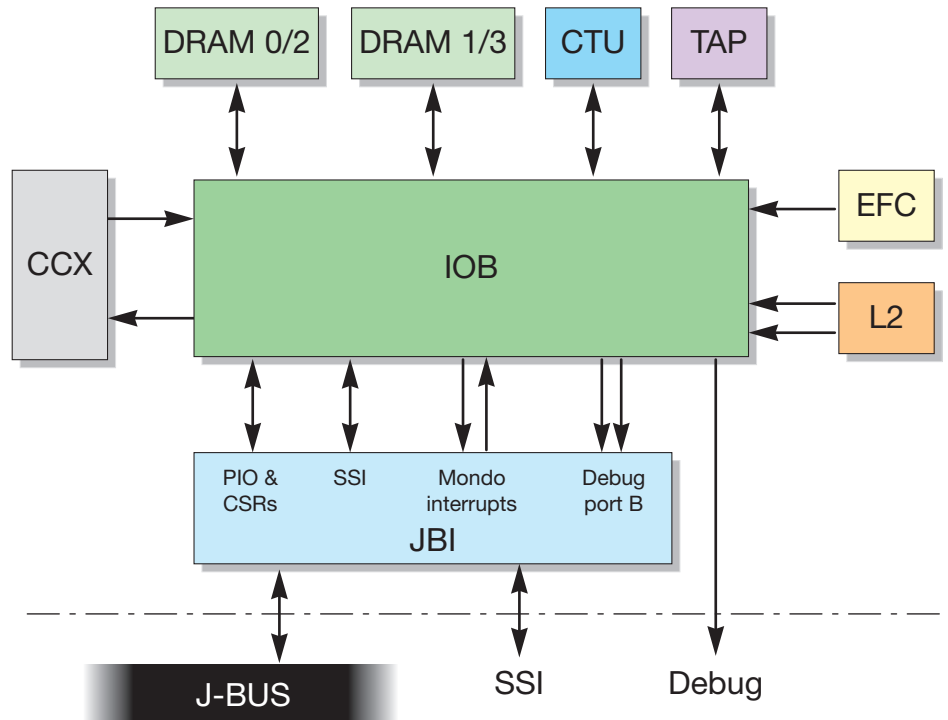 DRAM 0/2
DRAM 1/3
CTU
TAP
CCX
IOB
EFC
L2
PIO &
CSRs
SSI
Mondo
interrupts
Debug
port B
JBI
J-BUS
SSI
Debug